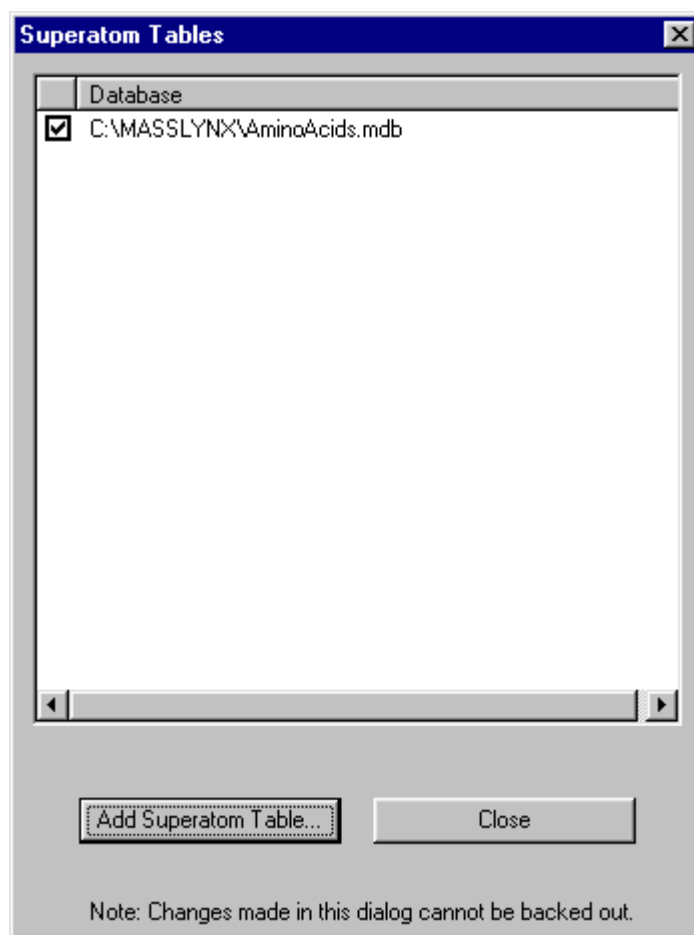 Superatom Tables
Database
C:\MASSLYNX\AminoAcids.mdb
Add Superatom Table... Close
Note: Changes made in this dialog cannot be backed out.